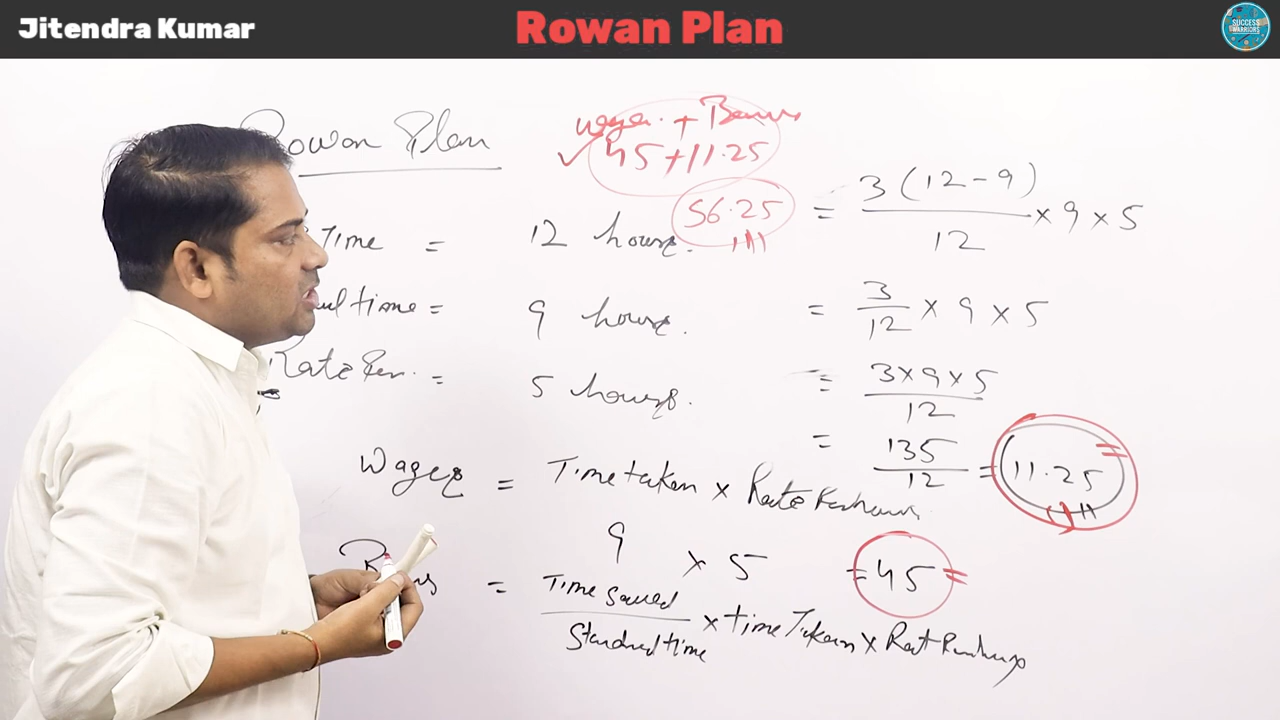 Jitendra Kumar
Rowan Plan
SUCCESS WARRIORS
Rowan Plan
Wages + Bonus
✓ 45 + 11.25
56.25
Time = 12 hours.
time = 9 hours.
Rate Per. = 5 hours.
Wages = Time taken × Rate Per hour
9 × 5 = 45 =
= Time saved / Standard time × time Taken × Rat Per hour
= 3 (12 - 9) / 12 × 9 × 5
= 3/12 × 9 × 5
= 3×9×5 / 12
= 135 / 12 = 11.25